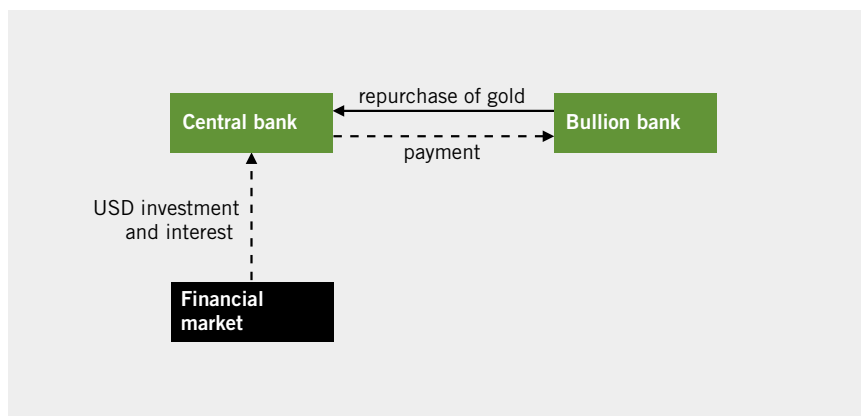 repurchase of gold
Central bank
Bullion bank
payment
USD investment
and interest
Financial
market